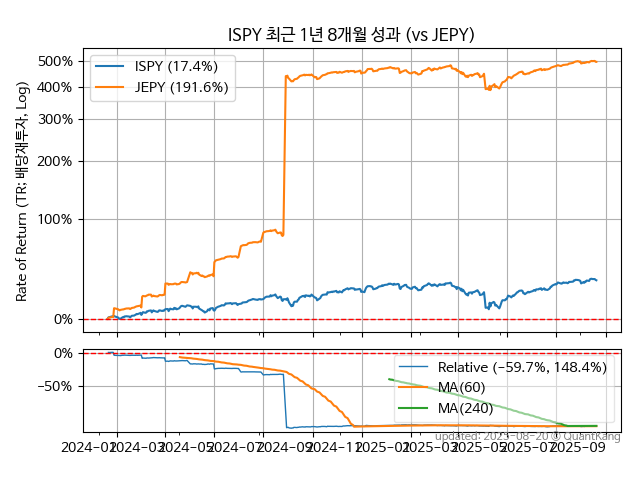 ISPY 최근 1년 8개월 성과 (vs JEPY)
Rate of Return (TR; 배당재투자, Log)
500%
400%
300%
200%
100%
0%
ISPY (17.4%)
JEPY (191.6%)
0%
−50%
Relative (−59.7%, 148.4%)
MA(60)
MA(240)
updated: 2025-08-20 © QuantKang
2024-01 2024-03 2024-05 2024-07 2024-09 2024-11 2025-01 2025-03 2025-05 2025-07 2025-09